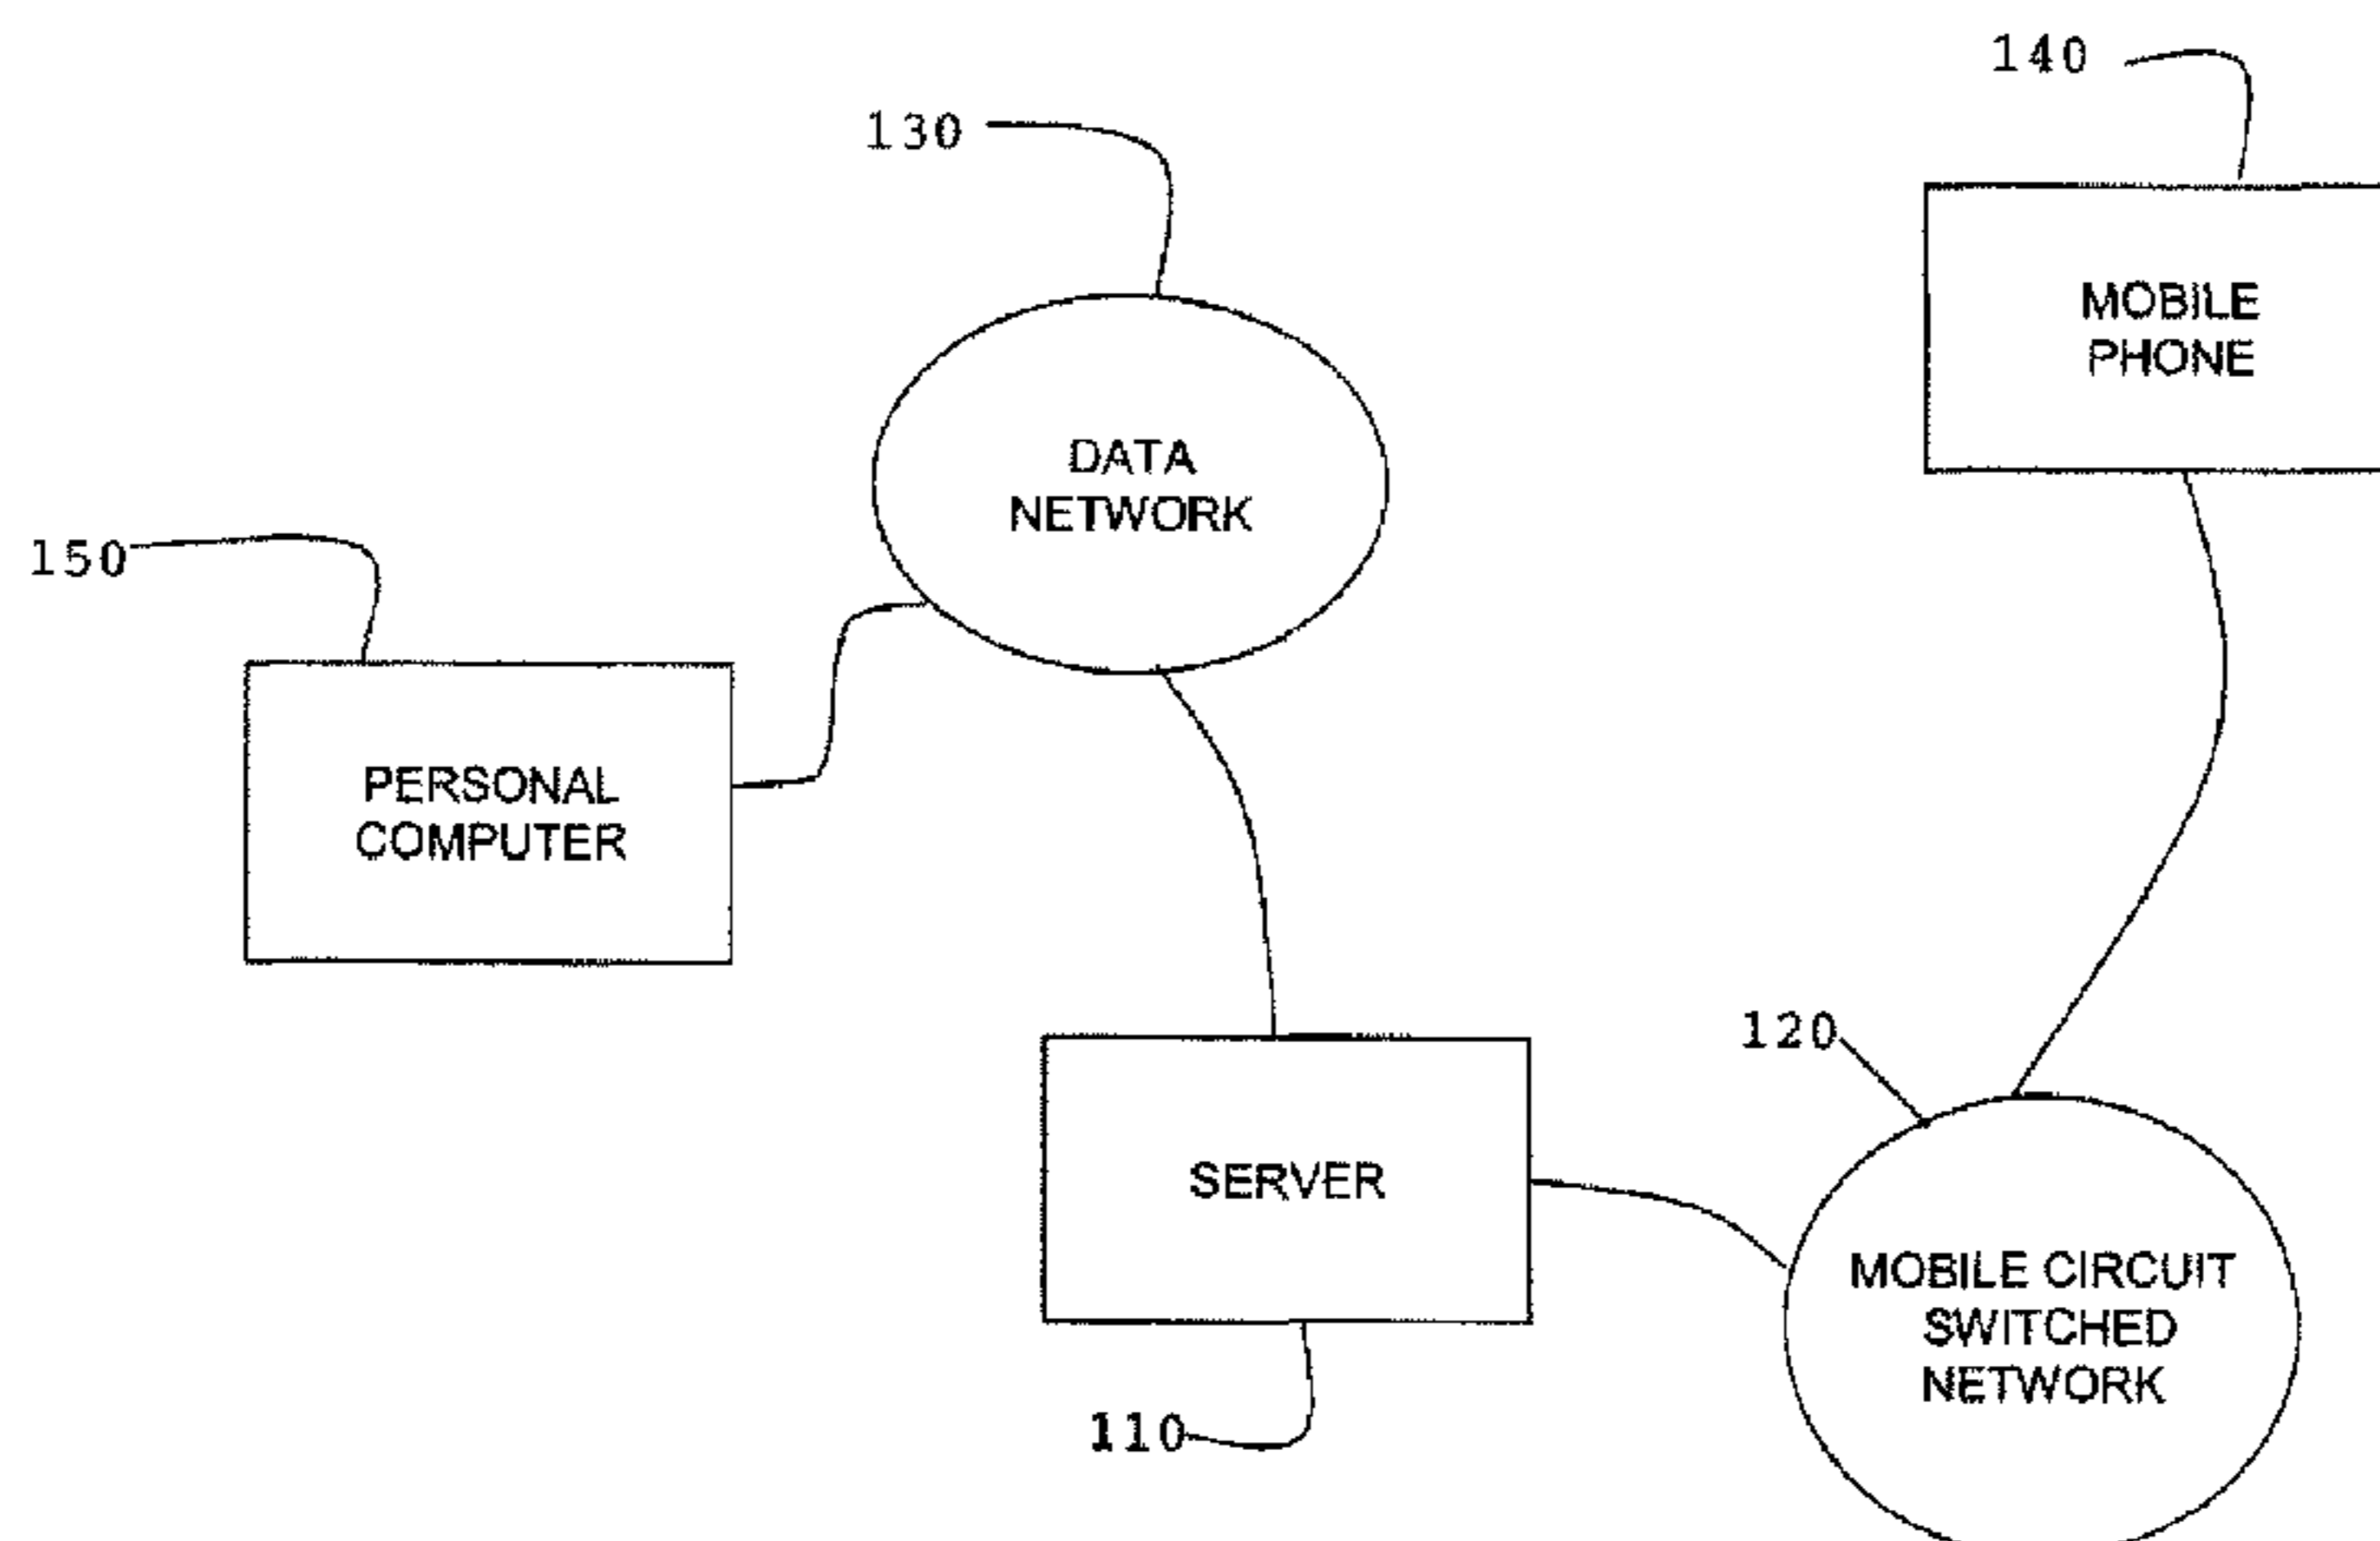 140
130
MOBILE
PHONE
DATA
NETWORK
150
PERSONAL
COMPUTER
120
SERVER
MOBILE CIRCUIT
SWITCHED
NETWORK
110